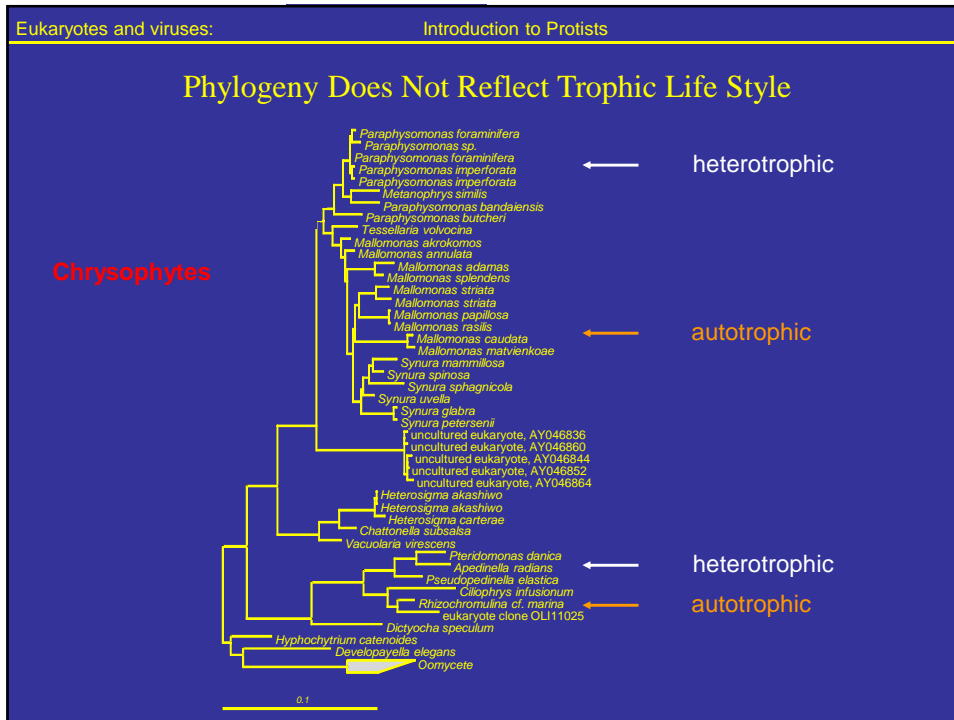 Eukaryotes and viruses: Introduction to Protists
Phylogeny Does Not Reflect Trophic Life Style
Paraphysomonas foraminifera
Paraphysomonas sp.
Paraphysomonas foraminifera
heterotrophic
Paraphysomonas imperforata
Paraphysomonas imperforata
Metanophrys similis
Paraphysomonas bandaiensis
Paraphysomonas butcheri
Tessellaria volvocina
Mallomonas akrokomos
Mallomonas annulata
Chrysophytes
Mallomonas adamas
Mallomonas splendens
Mallomonas striata
Mallomonas striata
Mallomonas papillosa
Mallomonas rasilis
autotrophic
Mallomonas caudata
Mallomonas matvienkoae
Synura mammillosa
Synura spinosa
Synura sphagnicola
Synura uvella
Synura glabra
Synura petersenii
uncultured eukaryote, AY046836
uncultured eukaryote, AY046860
uncultured eukaryote, AY046844
uncultured eukaryote, AY046852
uncultured eukaryote, AY046864
Heterosigma akashiwo
Heterosigma akashiwo
Heterosigma carterae
Chattonella subsalsa
Vacuolaria virescens
Pteridomonas danica
Apedinella radians
heterotrophic
Pseudopedinella elastica
Ciliophrys infusionum
Rhizochromulina cf. marina
autotrophic
eukaryote clone OLI11025
Dictyocha speculum
Hyphochytrium catenoides
Developayella elegans
Oomycete
0.1